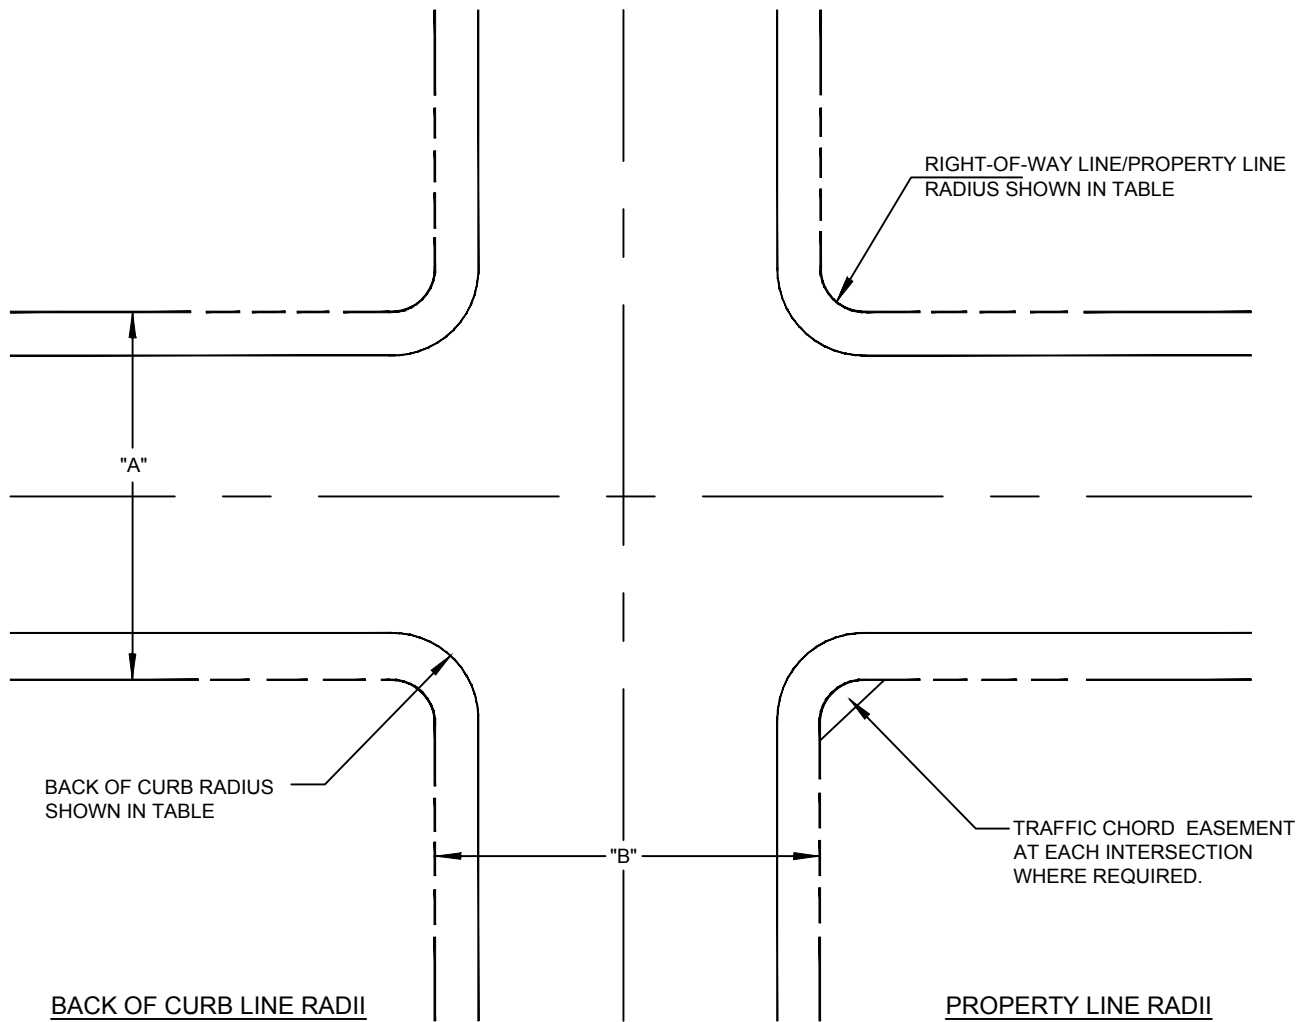 RIGHT-OF-WAY LINE/PROPERTY LINE
RADIUS SHOWN IN TABLE
"A"
BACK OF CURB RADIUS
SHOWN IN TABLE
TRAFFIC CHORD EASEMENT
AT EACH INTERSECTION
WHERE REQUIRED.
"B"
BACK OF CURB LINE RADII
PROPERTY LINE RADII